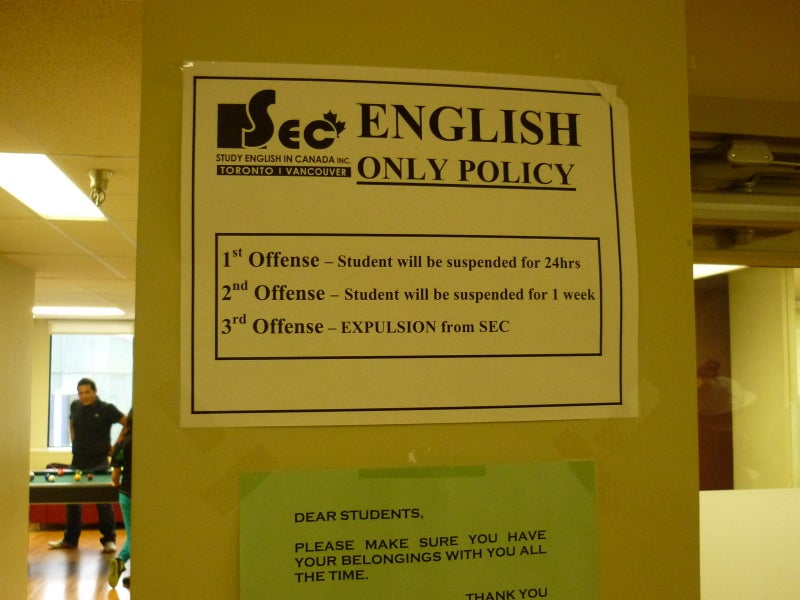 SEC
STUDY ENGLISH IN CANADA INC.
TORONTO | VANCOUVER
ENGLISH
ONLY POLICY
1st Offense – Student will be suspended for 24hrs
2nd Offense – Student will be suspended for 1 week
3rd Offense – EXPULSION from SEC
DEAR STUDENTS,
PLEASE MAKE SURE YOU HAVE
YOUR BELONGINGS WITH YOU ALL
THE TIME.
THANK YOU